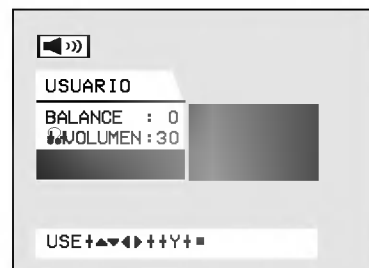 USUARIO
BALANCE : 0
VOLUMEN : 30
USE ▲▼◀▶ Y ■